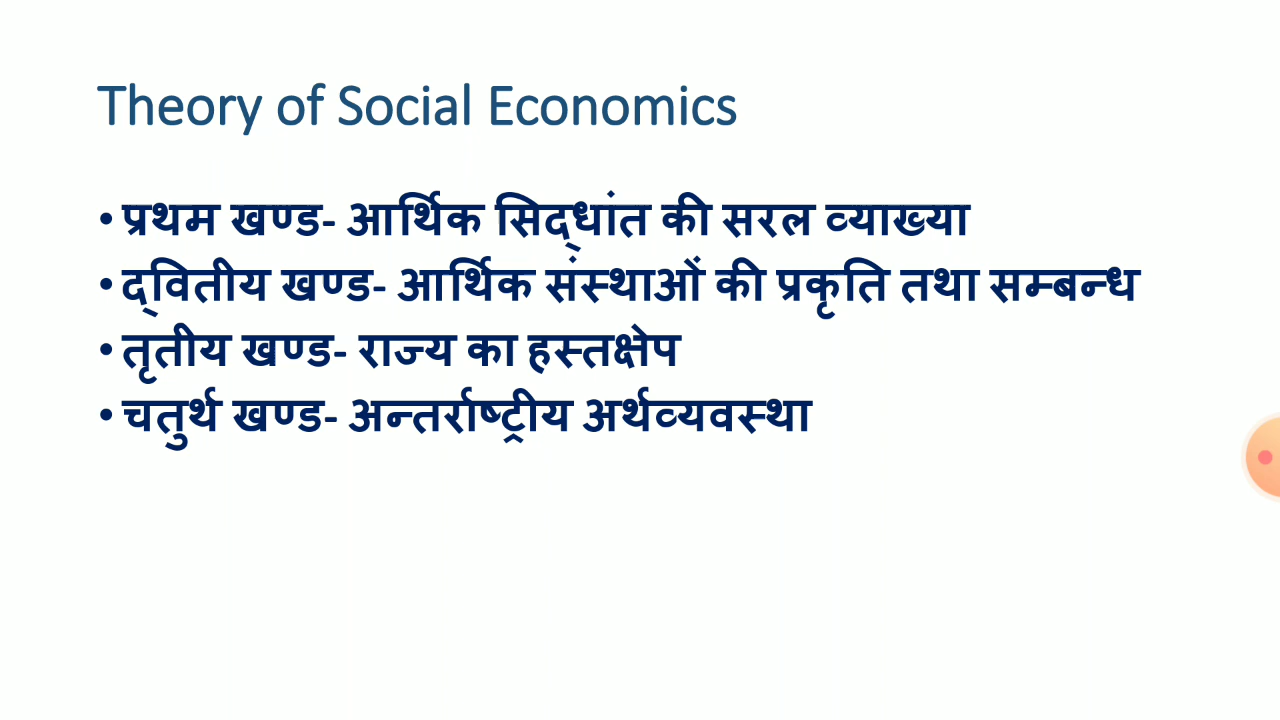 Theory of Social Economics
• प्रथम खण्ड- आर्थिक सिद्धांत की सरल व्याख्या
• द्वितीय खण्ड- आर्थिक संस्थाओं की प्रकृति तथा सम्बन्ध
• तृतीय खण्ड- राज्य का हस्तक्षेप
• चतुर्थ खण्ड- अन्तर्राष्ट्रीय अर्थव्यवस्था